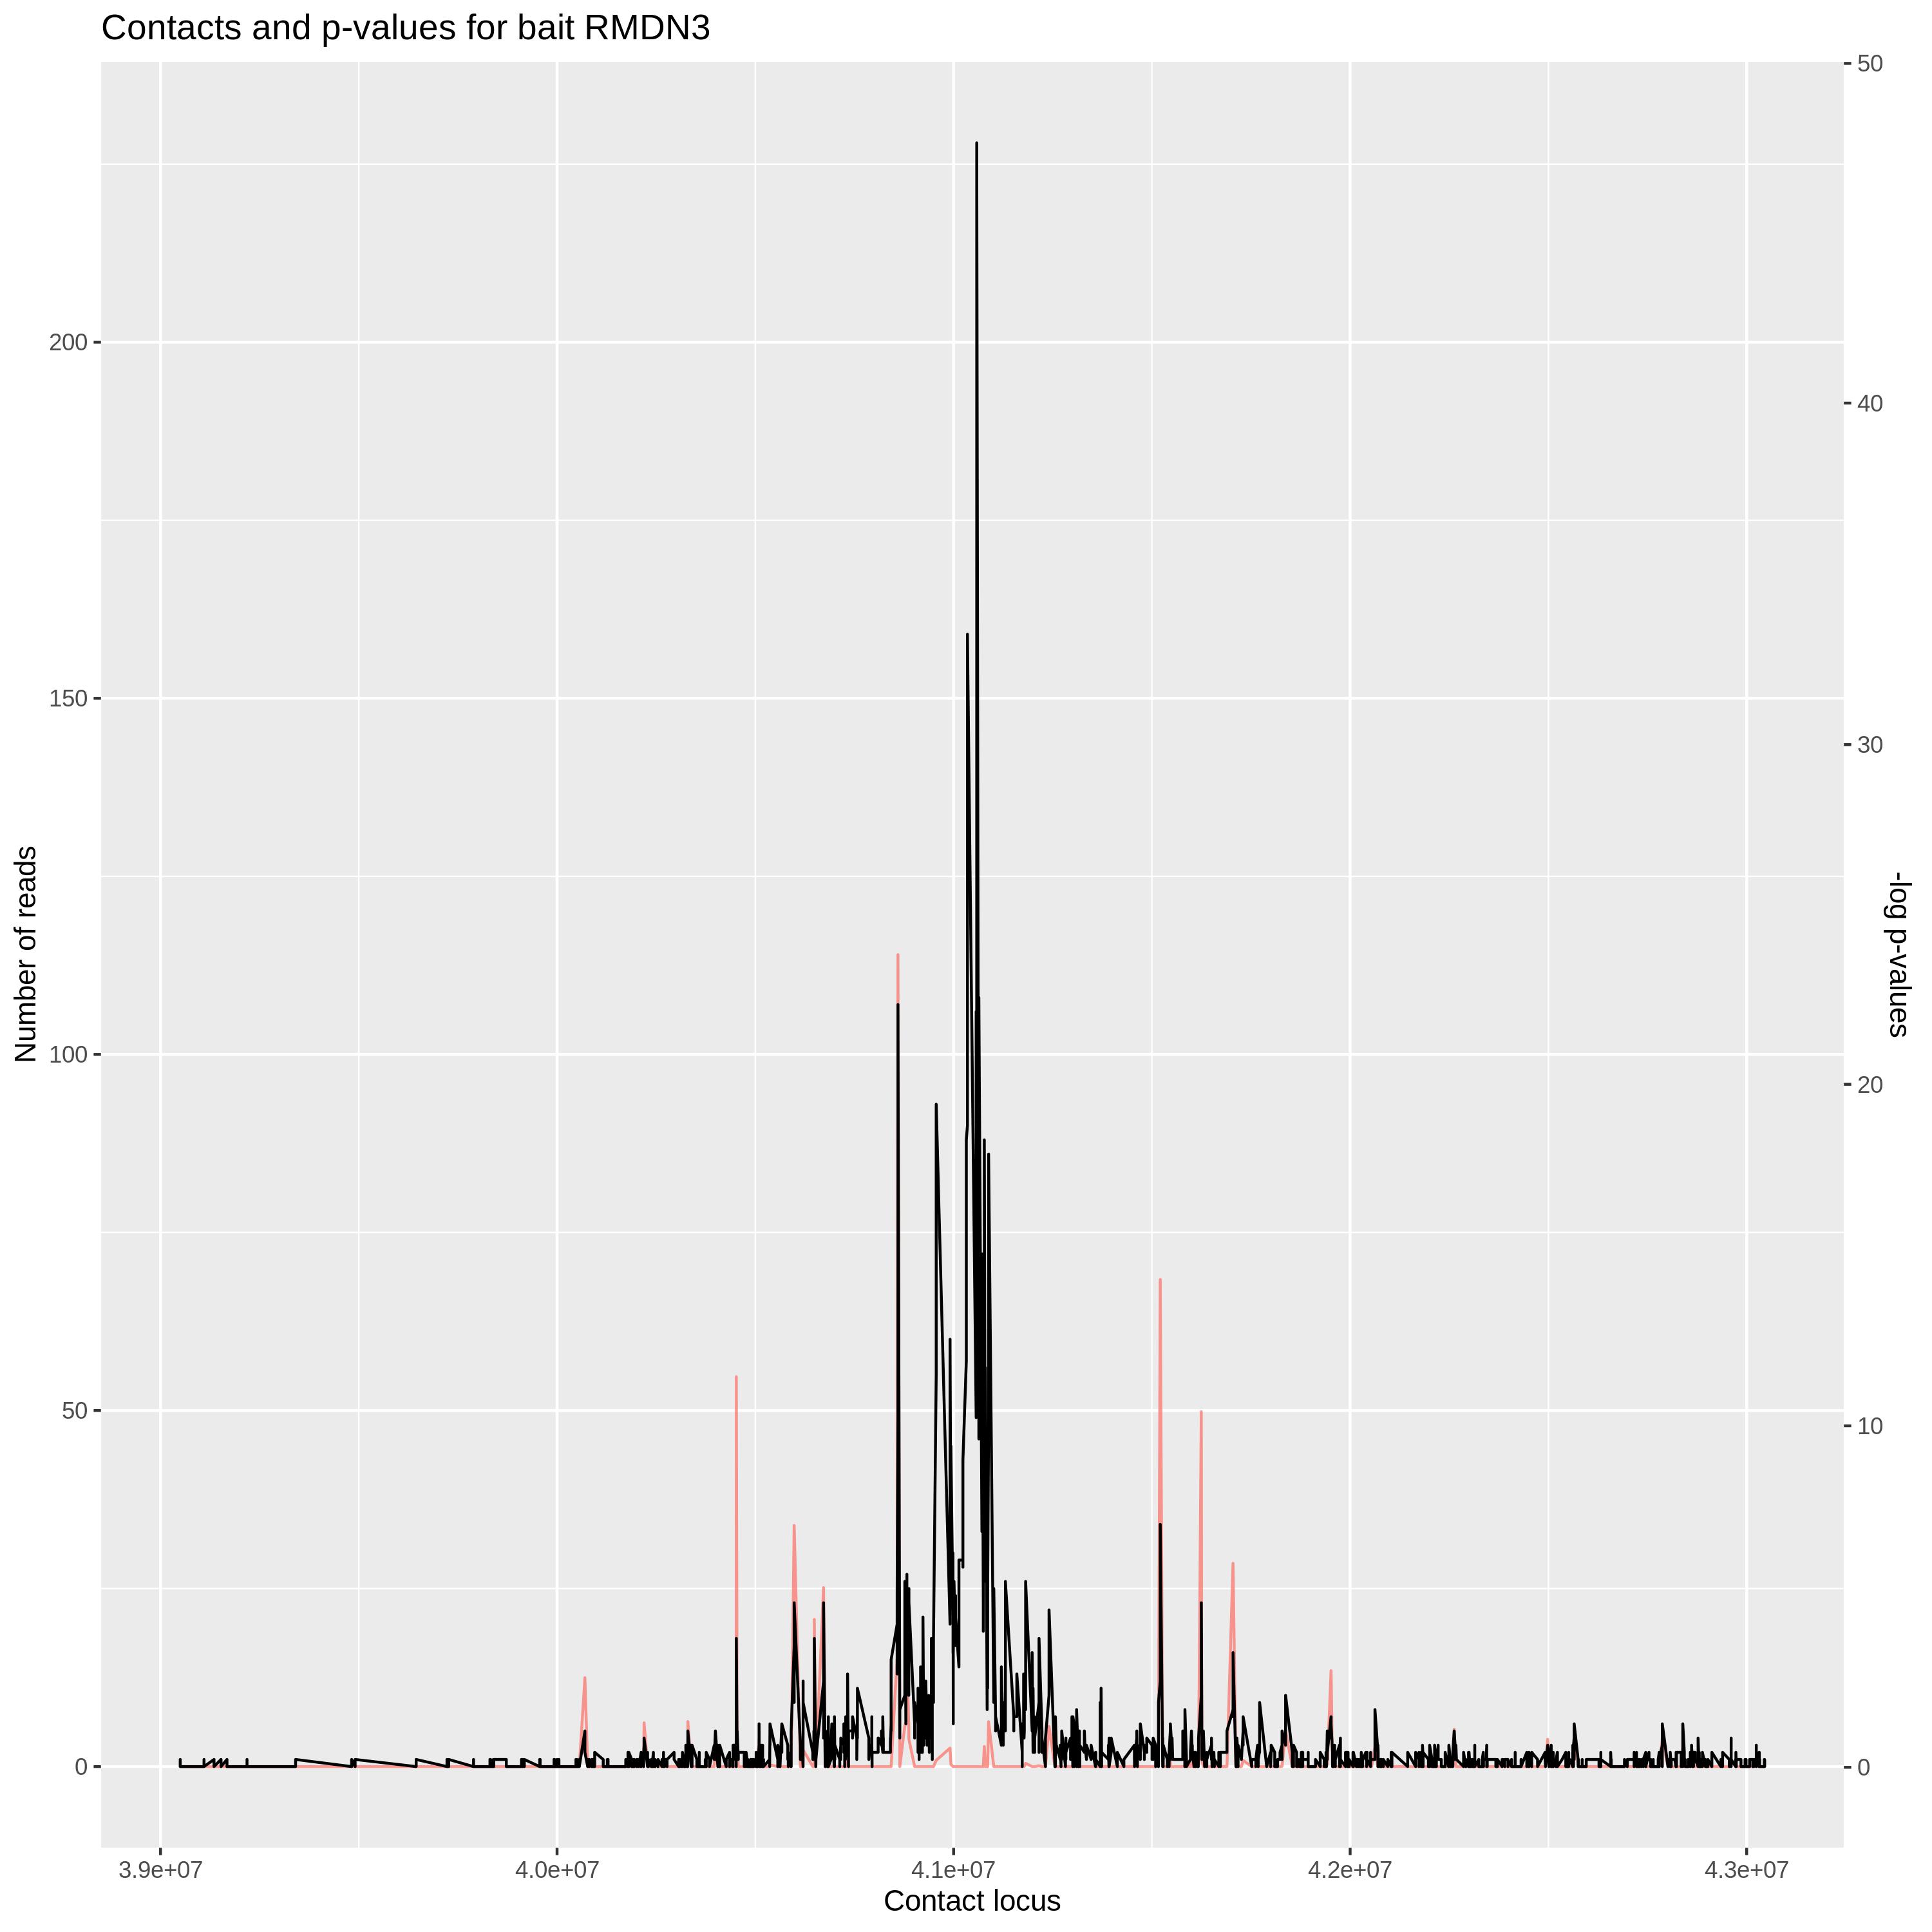 Contacts and p-values for bait RMDN3
50
40
30
20
10
0
200
150
100
50
0
Number of reads
-log p-values
3.9e+07 4.0e+07 4.1e+07 4.2e+07 4.3e+07
Contact locus